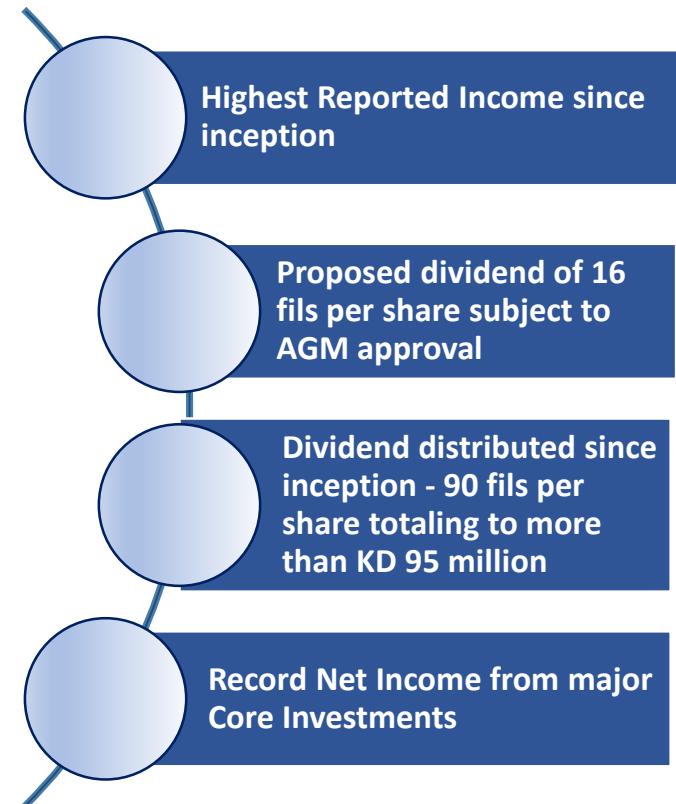 Highest Reported Income since
inception
Proposed dividend of 16
fils per share subject to
AGM approval
Dividend distributed since
inception - 90 fils per
share totaling to more
than KD 95 million
Record Net Income from major
Core Investments